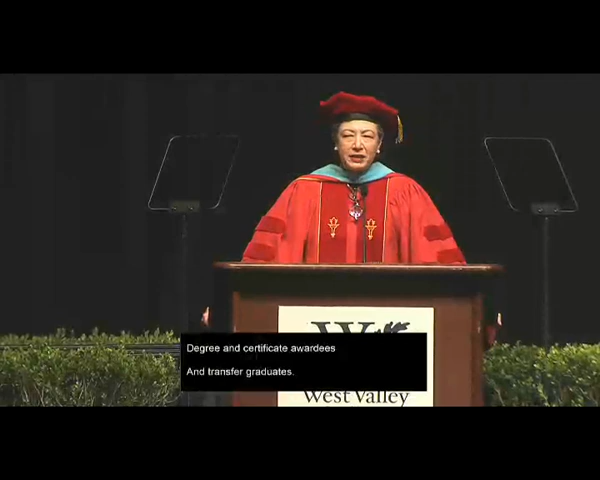 W
Degree and certificate awardees
And transfer graduates.
West Valley